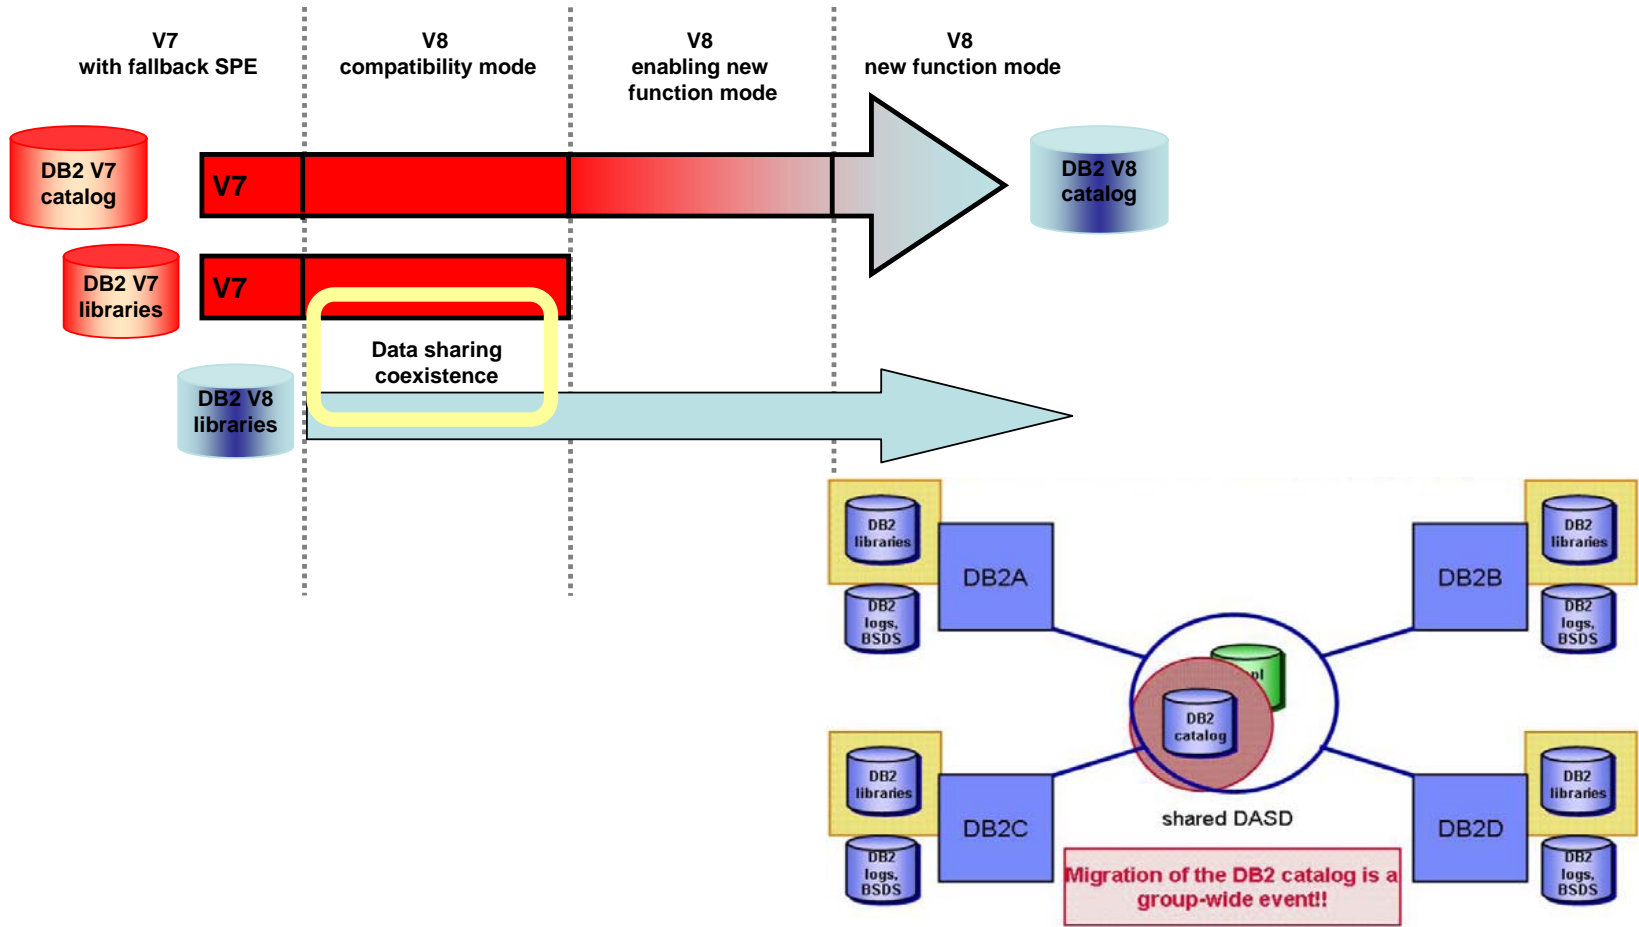 V7
with fallback SPE
V8
compatibility mode
V8
enabling new
function mode
V8
new function mode
DB2 V7
catalog
V7
DB2 V8
catalog
DB2 V7
libraries
V7
Data sharing
coexistence
DB2 V8
libraries
DB2
libraries
DB2A
DB2
logs,
BSDS
DB2
libraries
DB2B
DB2
logs,
BSDS
DB2
catalog
shared DASD
DB2
libraries
DB2C
DB2
logs,
BSDS
DB2
libraries
DB2D
DB2
logs,
BSDS
Migration of the DB2 catalog is a
group-wide event!!